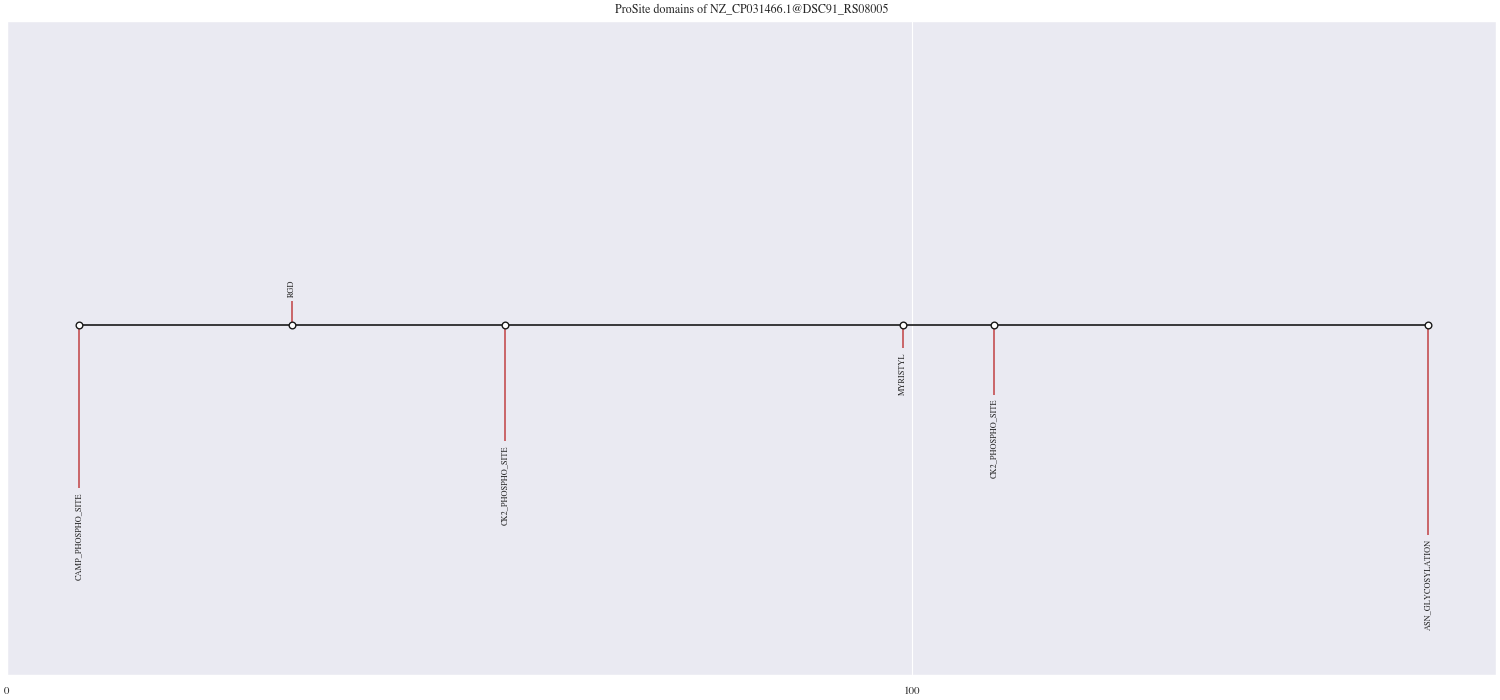 ProSite domains of NZ_CP031466.1@DSC91_RS08005
RGD
MYRISTYL
CK2_PHOSPHO_SITE
CK2_PHOSPHO_SITE
CAMP_PHOSPHO_SITE
ASN_GLYCOSYLATION
0
100